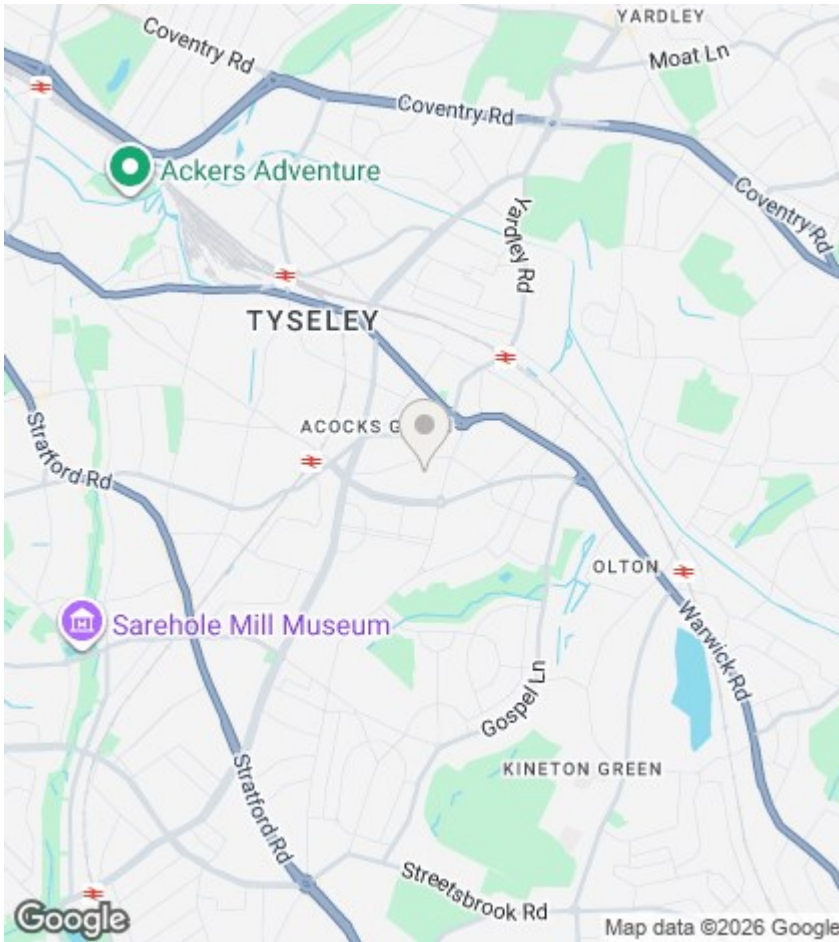 YARDLEY
Coventry Rd
Moat Ln
Coventry Rd
Ackers Adventure
Coventry Rd
Yardley Rd
TYSELEY
ACOCKS G
Stratford Rd
OLTON
Sarehole Mill Museum
Warwick Rd
Gospel Ln
KINETON GREEN
Stratford Rd
Streetsbrook Rd
Google
Map data ©2026 Google